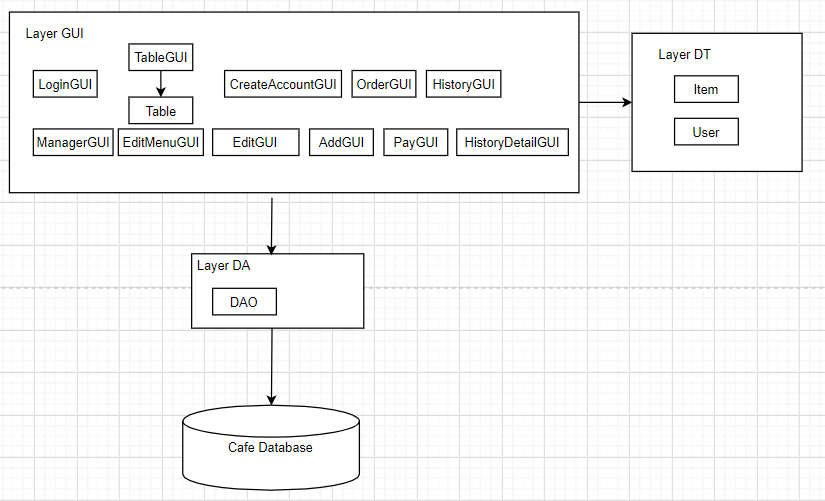 Layer GUI
TableGUI
LoginGUI
CreateAccountGUI
OrderGUI
HistoryGUI
Table
ManagerGUI
EditMenuGUI
EditGUI
AddGUI
PayGUI
HistoryDetailGUI
Layer DT
Item
User
Layer DA
DAO
Cafe Database